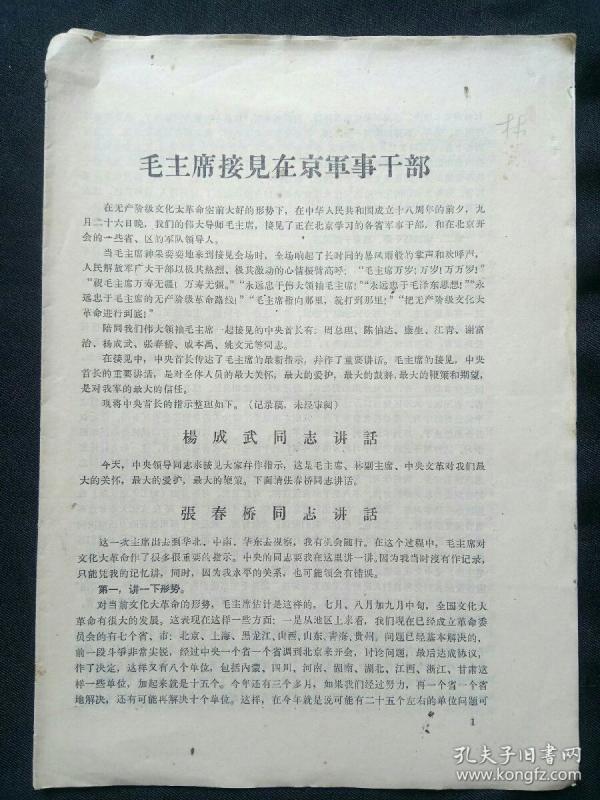 毛主席接見在京軍事干部
在无产阶级文化大革命空前大好的形势下，在中华人民共和国成立十八周年的前夕，九
月二十六日晚，我们的伟大导师毛主席，接見了正在北京学习的各省军事干部，和在北京开
会的一些省、区的軍队領导人。
当毛主席神采奕奕地来到接見会场时，全场响起了长时间的暴风雨般的掌声和欢呼声，
人民解放军广大干部以极其热烈、极其激动的心情振臂高呼：“毛主席万岁！万岁！万万岁！”
“祝毛主席万寿无疆！万寿无疆。”“永远忠于伟大領袖毛主席！”“永远忠于毛泽东思想！”“永
远忠于毛主席的无产阶級革命路线！”“毛主席指向那里，就打到那里！”“把无产阶級文化大
革命进行到底！”
陪同我们伟大領袖毛主席一起接見的中央首长有：周总理、陈伯达、康生、江青、谢富
治、杨成武、张春桥、戚本禹、姚文元等同志。
在接見中，中央首长传达了毛主席的最新指示，并作了重要讲话。毛主席的接見，中央
首长的重要讲话，是对全体人员的最大关怀，最大的爱护，最大的鼓舞，最大的鞭策和期望，
是对我軍的最大的信任。
现将中央首长的指示整理如下。（记录稿，未经审阅）
楊成武同志讲話
今天，中央领导同志来接見大家并作指示，这是毛主席、林副主席、中央文革对我们最
大的关怀，最大的爱护，最大的鞭策。下面請张春桥同志讲話。
張春桥同志讲話
这一次主席出去到华北、中南、华东去视察，我有机会随行。在这个过程中，毛主席对
文化大革命作了很多很重要的指示。中央的同志要我在这里讲一讲。因为我当时沒有作记录，
只能凭我的记忆讲，同时，因为我水平的关系，也可能領会有错误。
第一，讲一下形势。
对当前文化大革命的形势，毛主席估计是这样的，七月、八月加九月中旬，全国文化大
革命有很大的发展。这表现在这样一些方面：一是从地区上来看，我们现在已经成立革命委
员会的有七个省、市：北京、上海、黑龙江、山西、山东、青海、贵州。问题已经基本解决的，
前一段斗爭非常尖锐，经过中央一个省一个省调到北京来开会，讨论问题，最后达成协议，
作了决定，这样又有八个单位，包括內蒙、四川、河南、湖南、湖北、江西、浙江、甘肃这样
一些单位，加起来就是十五个。今年还有三个多月，如果我们经过努力，再一个省一个省
地解决，还有可能再解决十个单位。这样，在今年就是说可能有二十五个左右的单位问题可
1
孔夫子旧书网
www.kongfz.com